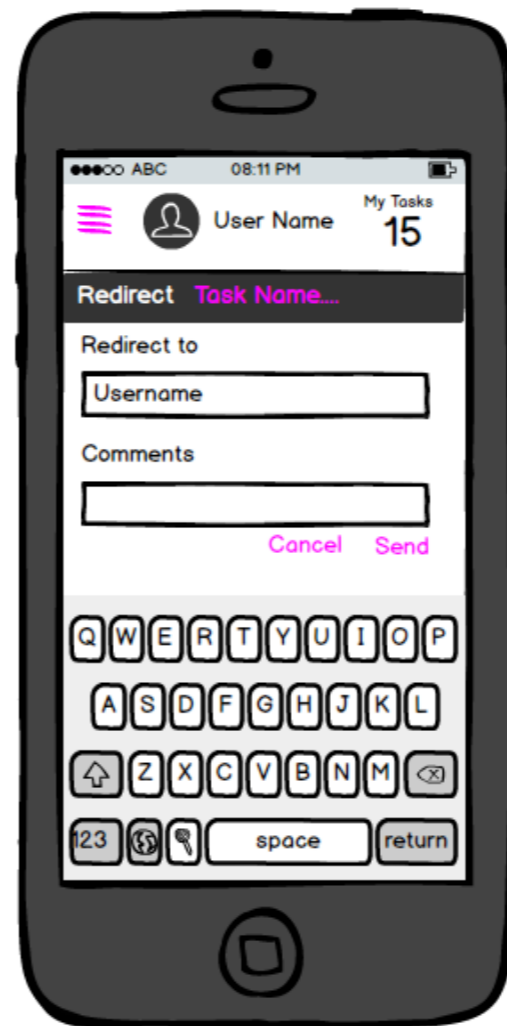 ABC 08:11 PM
User Name My Tasks
15
Redirect Task Name....
Redirect to
Username
Comments
Cancel Send
Q W E R T Y U I O P
A S D F G H J K L
Z X C V B N M
123 space return